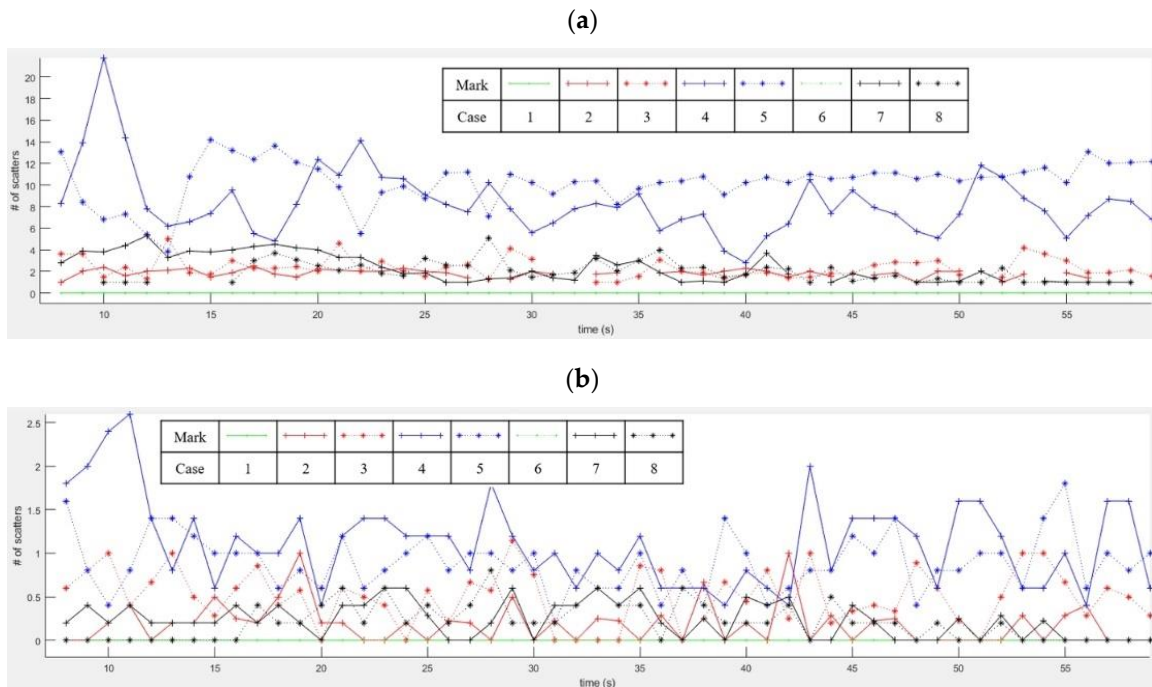 (a)
# of scatters
20
18
16
14
12
10
8
6
4
2
0
Mark
Case 1 2 3 4 5 6 7 8
10 15 20 25 30 35 40 45 50 55
time (s)
(b)
# of scatters
2.5
2
1.5
1
0.5
0
Mark
Case 1 2 3 4 5 6 7 8
10 15 20 25 30 35 40 45 50 55
time (s)